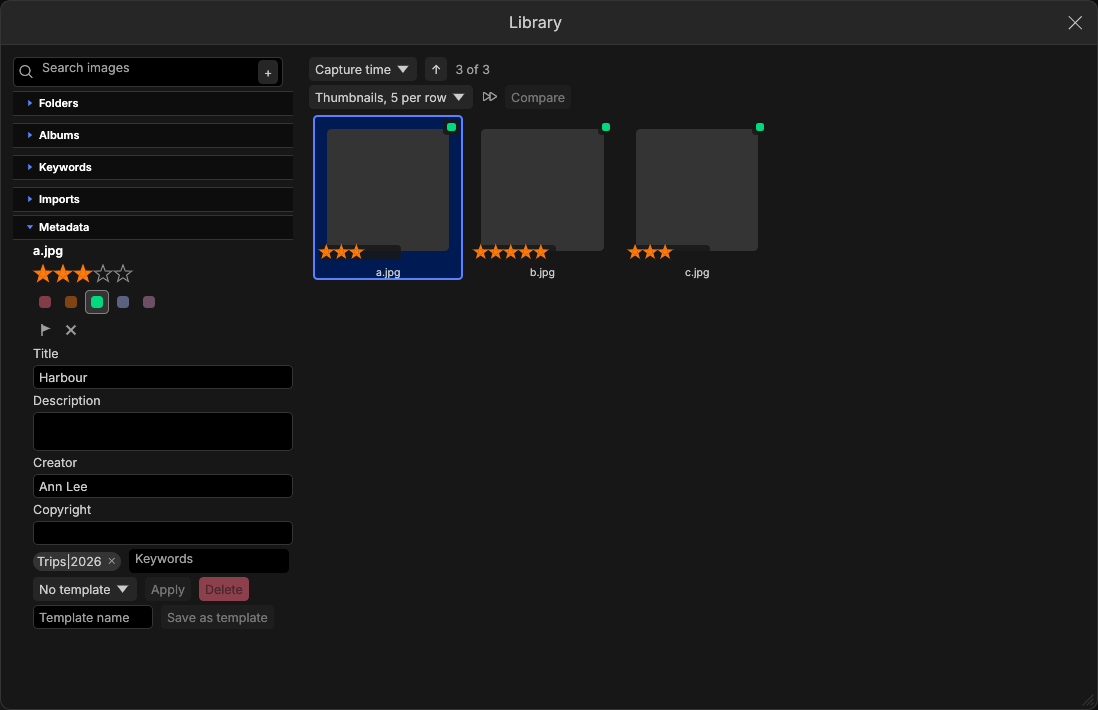 Library
Search images
+
Folders
Albums
Keywords
Imports
Metadata
a.jpg
Title
Harbour
Description
Creator
Ann Lee
Copyright
Trips|2026 ×
Keywords
No template
Apply
Delete
Template name
Save as template
Capture time
3 of 3
Thumbnails, 5 per row
Compare
a.jpg
b.jpg
c.jpg